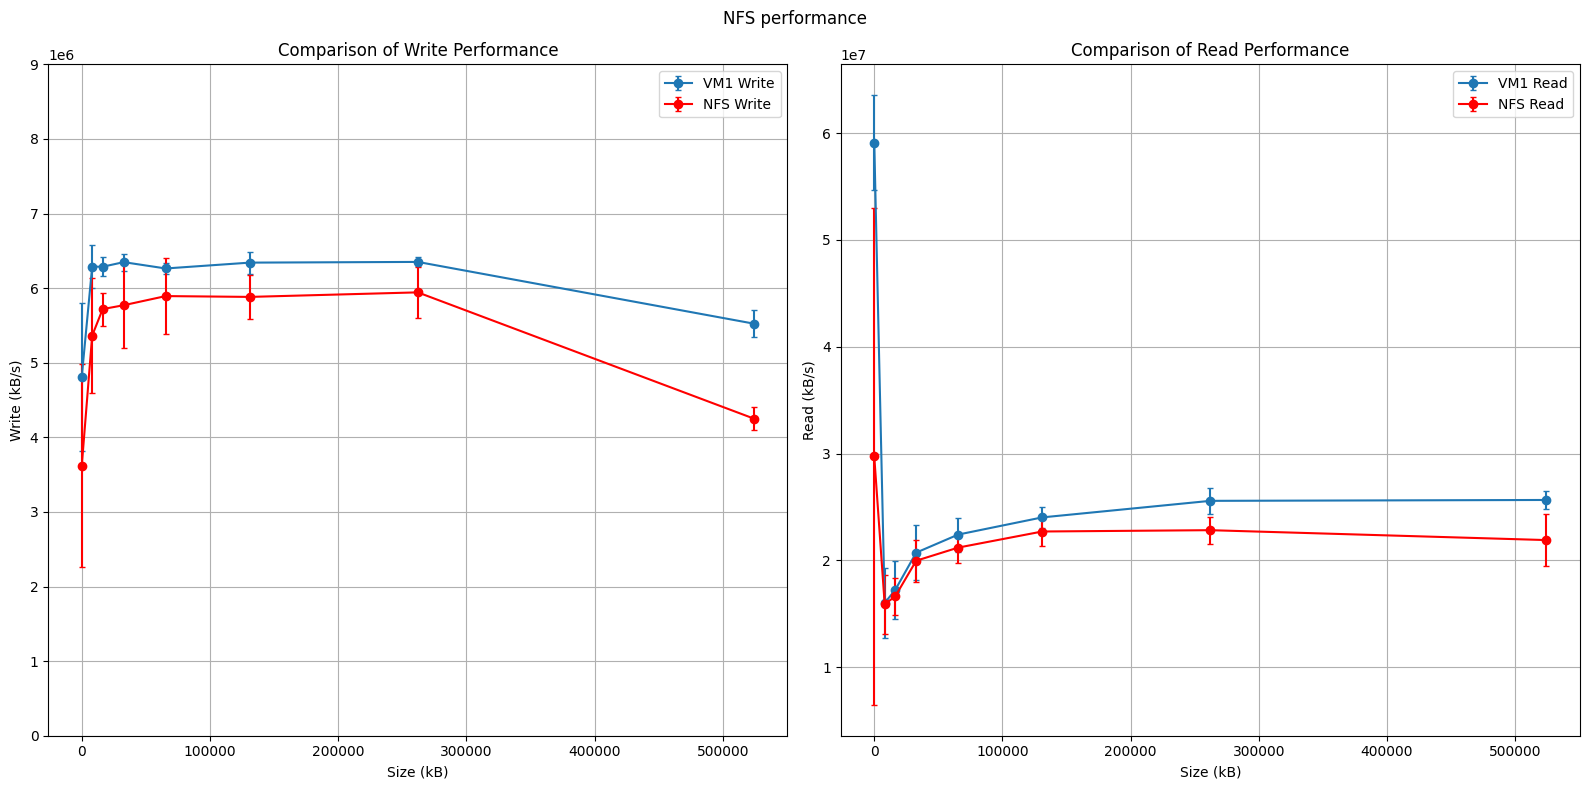 NFS performance
Comparison of Write Performance
1e6
9
8
7
6
5
4
3
2
1
0
Write (kB/s)
VM1 Write
NFS Write
0 100000 200000 300000 400000 500000
Size (kB)
Comparison of Read Performance
1e7
6
5
4
3
2
1
Read (kB/s)
VM1 Read
NFS Read
0 100000 200000 300000 400000 500000
Size (kB)